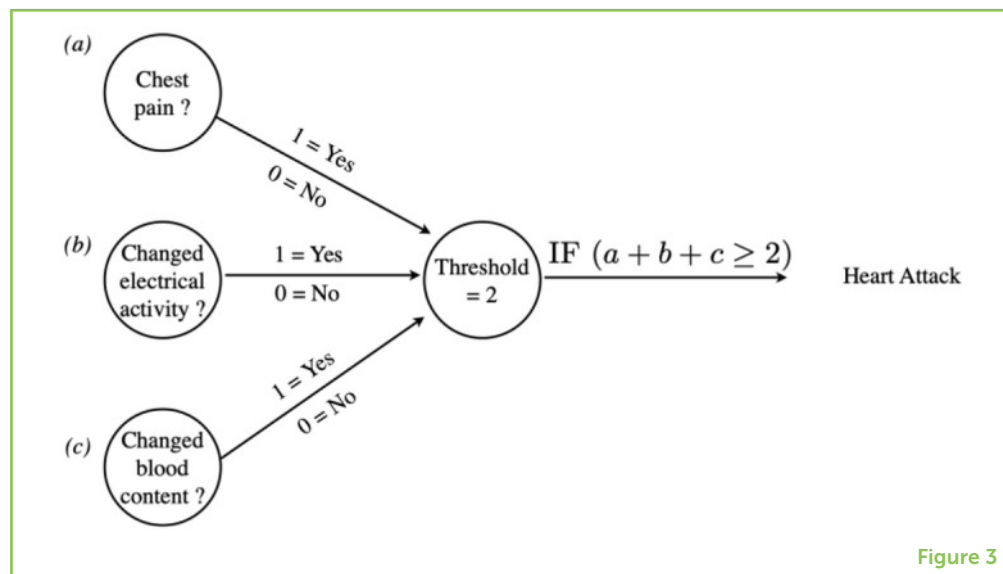 (a)
Chest
pain ?
1 = Yes
0 = No
(b)
Changed
electrical
activity ?
1 = Yes
0 = No
Threshold
= 2
IF (a + b + c ≥ 2)
Heart Attack
(c)
Changed
blood
content ?
1 = Yes
0 = No
Figure 3